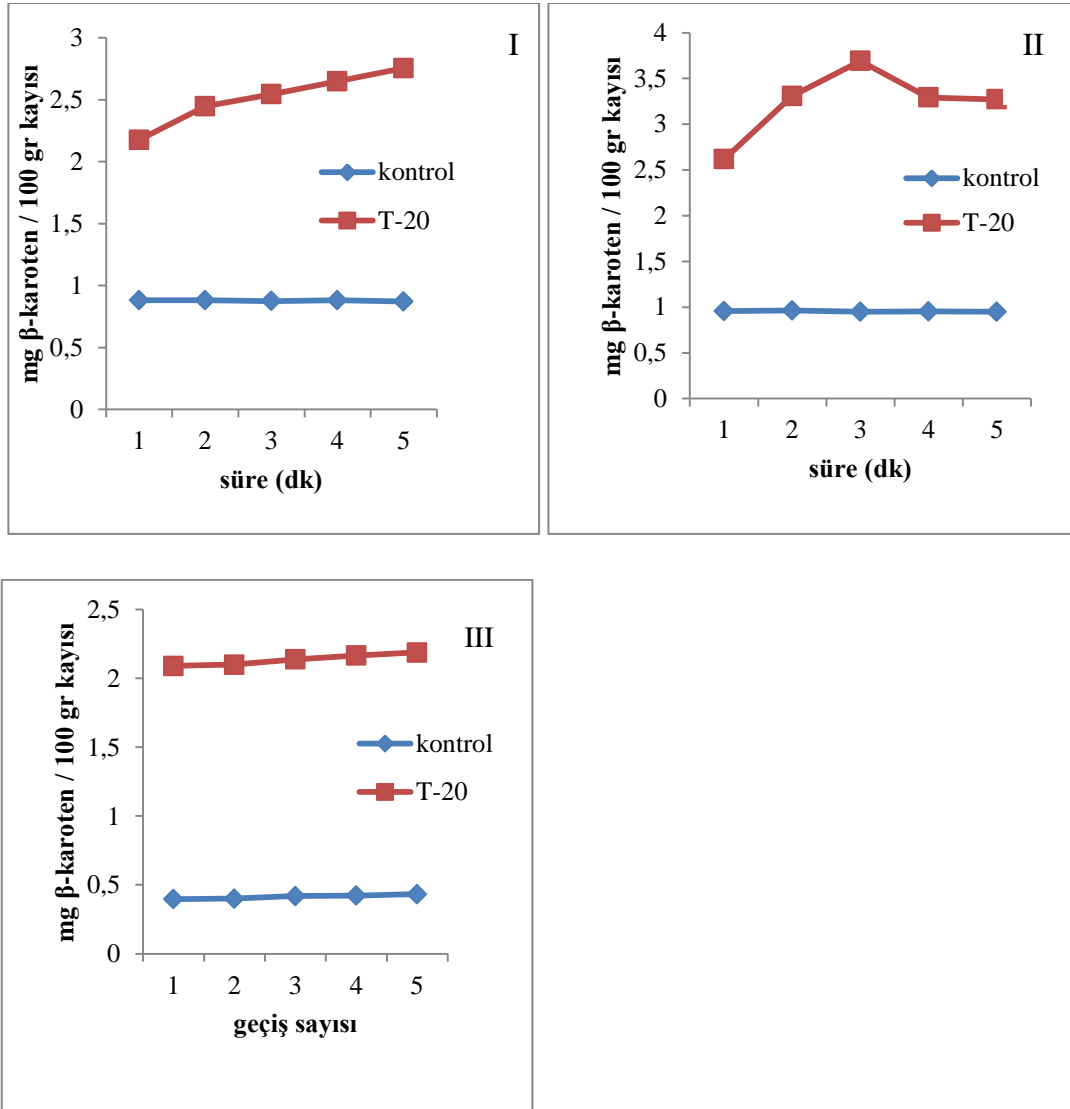 I
mg β-karoten / 100 gr kayısı
3
2,5
2
1,5
1
0,5
0
kontrol
T-20
1 2 3 4 5
süre (dk)
II
mg β-karoten / 100 gr kayısı
4
3,5
3
2,5
2
1,5
1
0,5
0
kontrol
T-20
1 2 3 4 5
süre (dk)
III
mg β-karoten / 100 gr kayısı
2,5
2
1,5
1
0,5
0
kontrol
T-20
1 2 3 4 5
geçiş sayısı